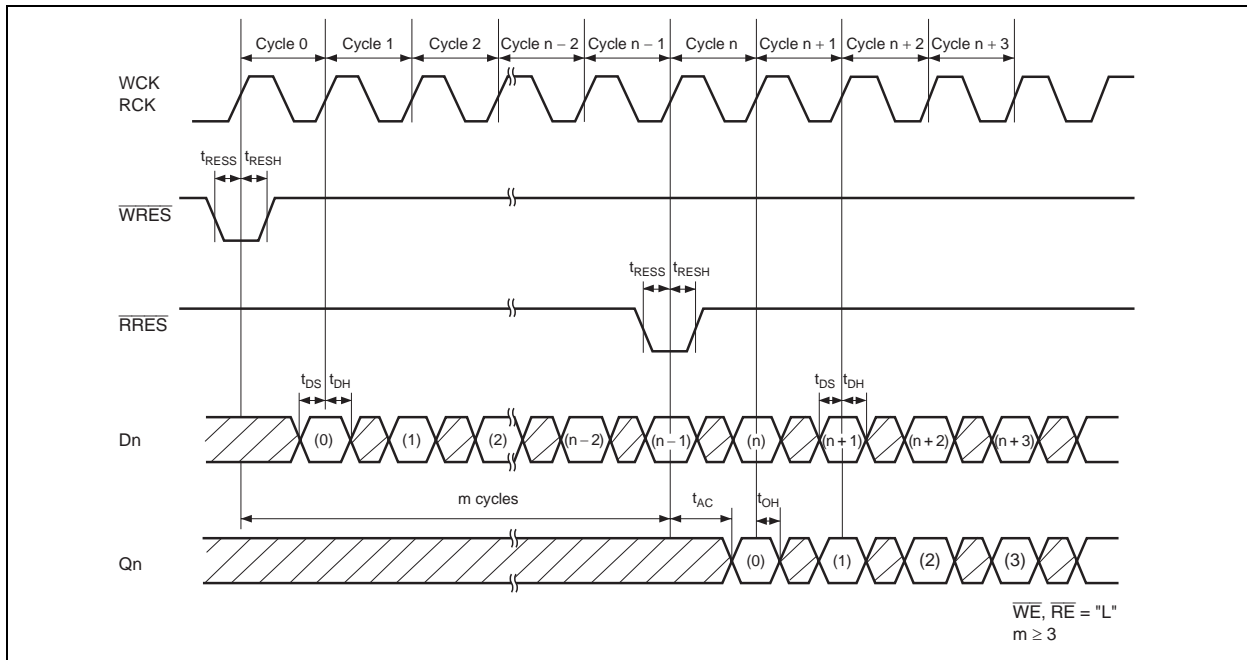 Cycle 0 Cycle 1 Cycle 2 Cycle n − 2 Cycle n − 1 Cycle n Cycle n + 1 Cycle n + 2 Cycle n + 3
WCK
RCK
tRESS tRESH
WRES
tRESS tRESH
RRES
tDS tDH tDS tDH
Dn (0) (1) (2) (n − 2) (n − 1) (n) (n + 1) (n + 2) (n + 3)
m cycles tAC tOH
Qn (0) (1) (2) (3)
WE, RE = "L"
m ≥ 3